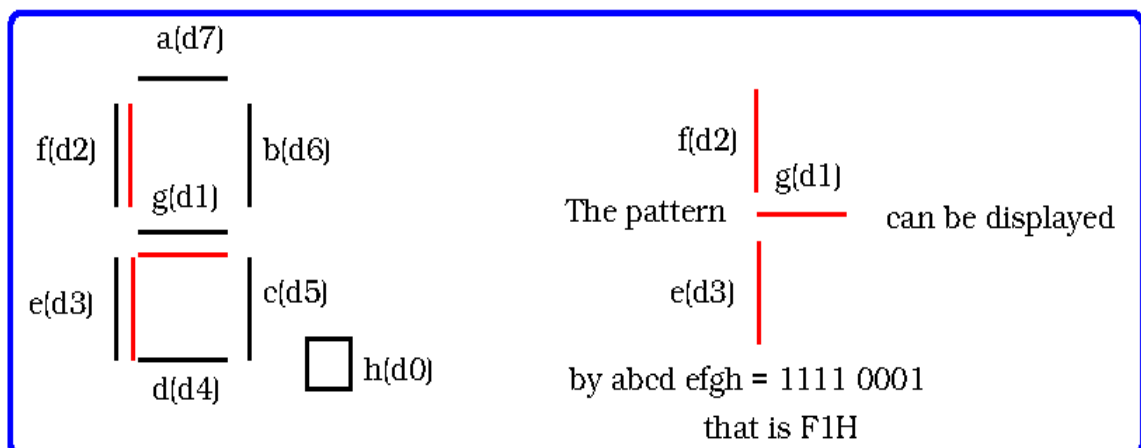 a(d7)
f(d2)
b(d6)
g(d1)
e(d3)
c(d5)
d(d4)
h(d0)
f(d2)
g(d1)
The pattern
can be displayed
e(d3)
by abcd efgh = 1111 0001
that is F1H